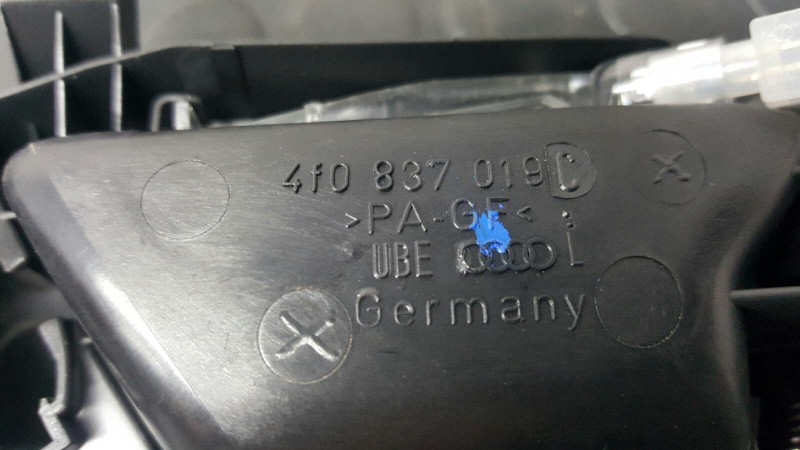 4f0 837 019 C
>PA-GF<
UBE
Germany